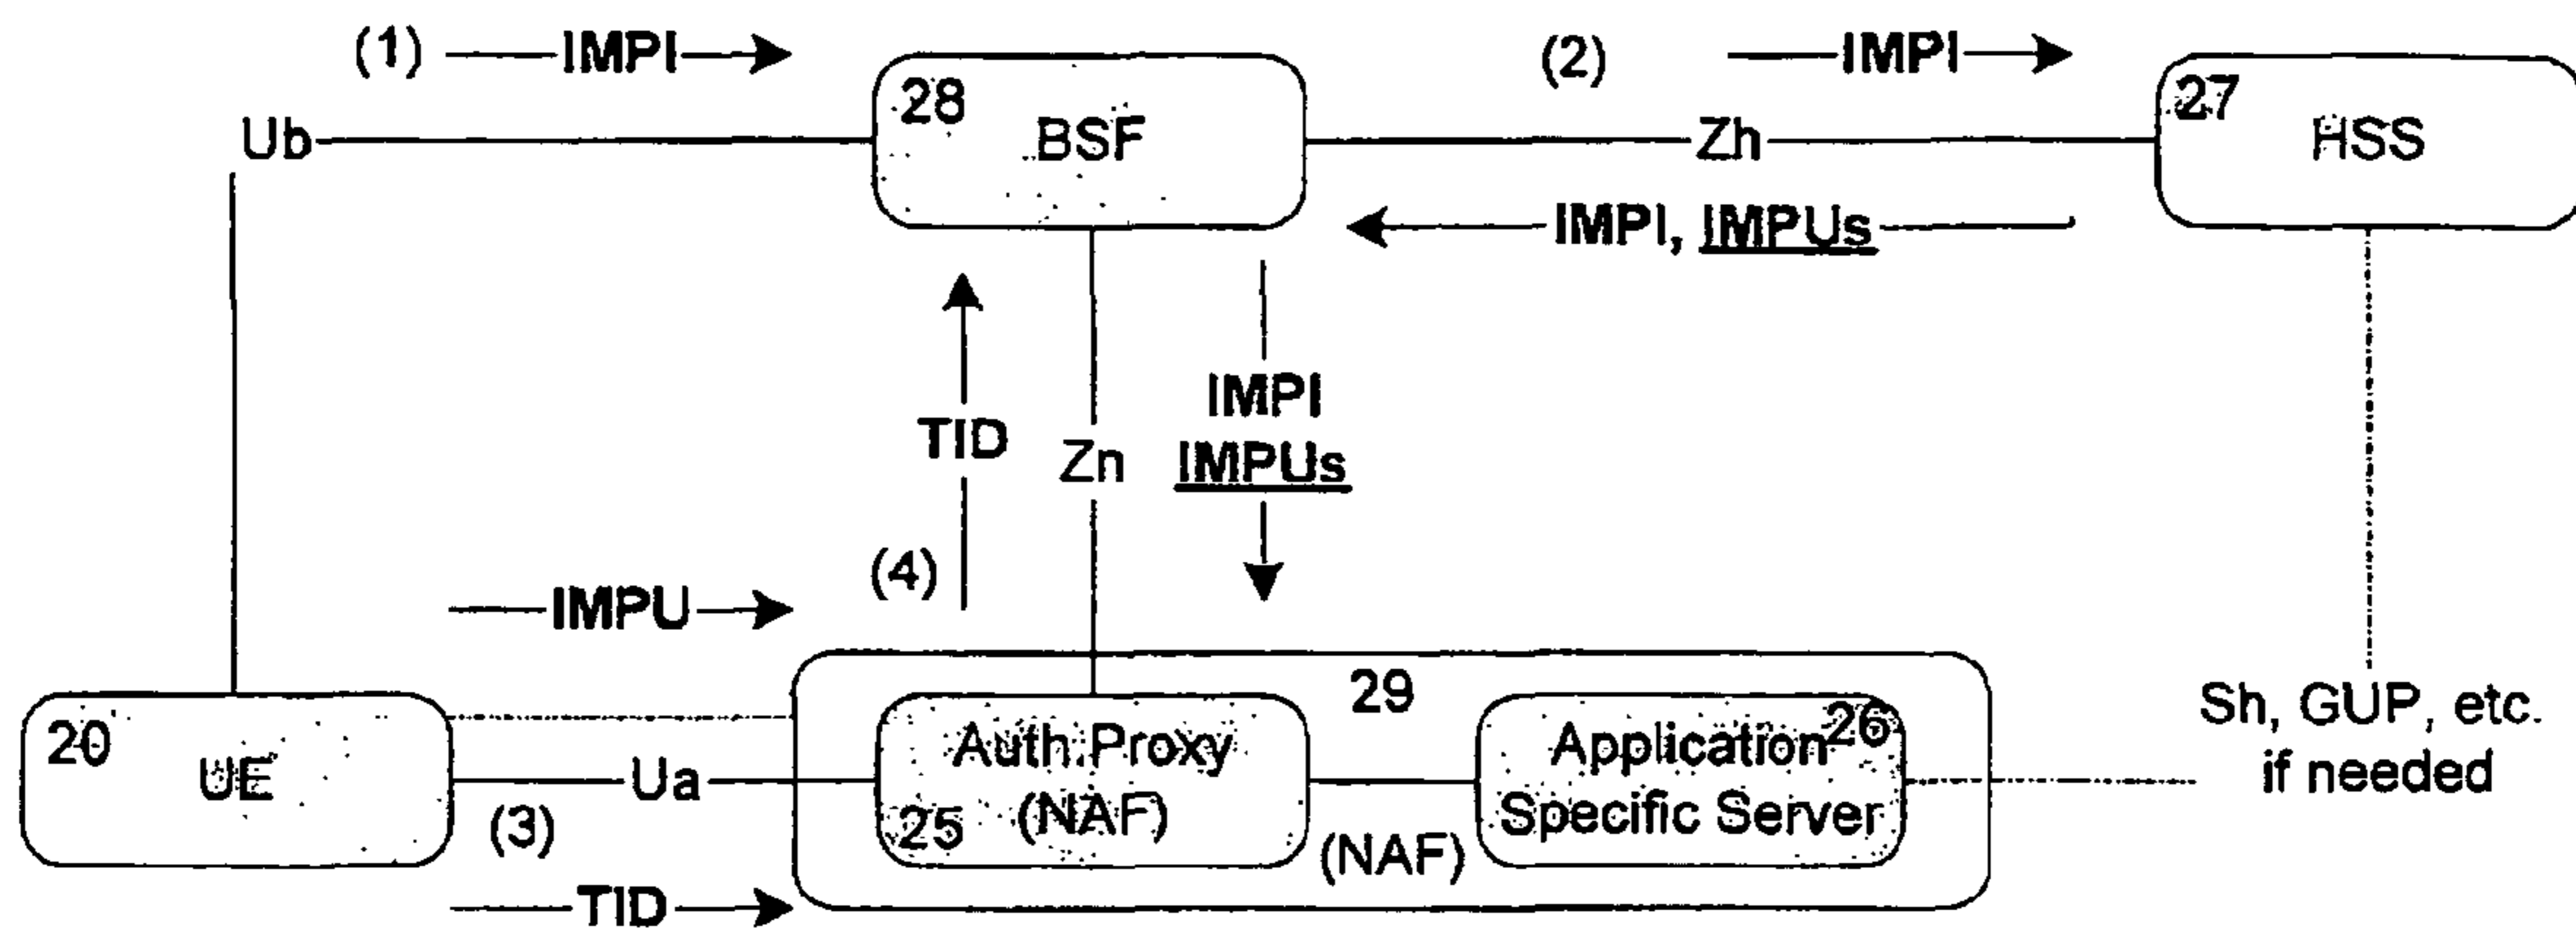 (1) IMPI
(2) IMPI
28
BSF
27
HSS
Ub
Zh
IMPI, IMPUs
TID
Zn
IMPI
IMPUs
(4)
IMPU
20
UE
Ua
(3)
TID
29
Auth.Proxy
(NAF)
25
(NAF)
26
Application
Specific Server
Sh, GUP, etc.
if needed